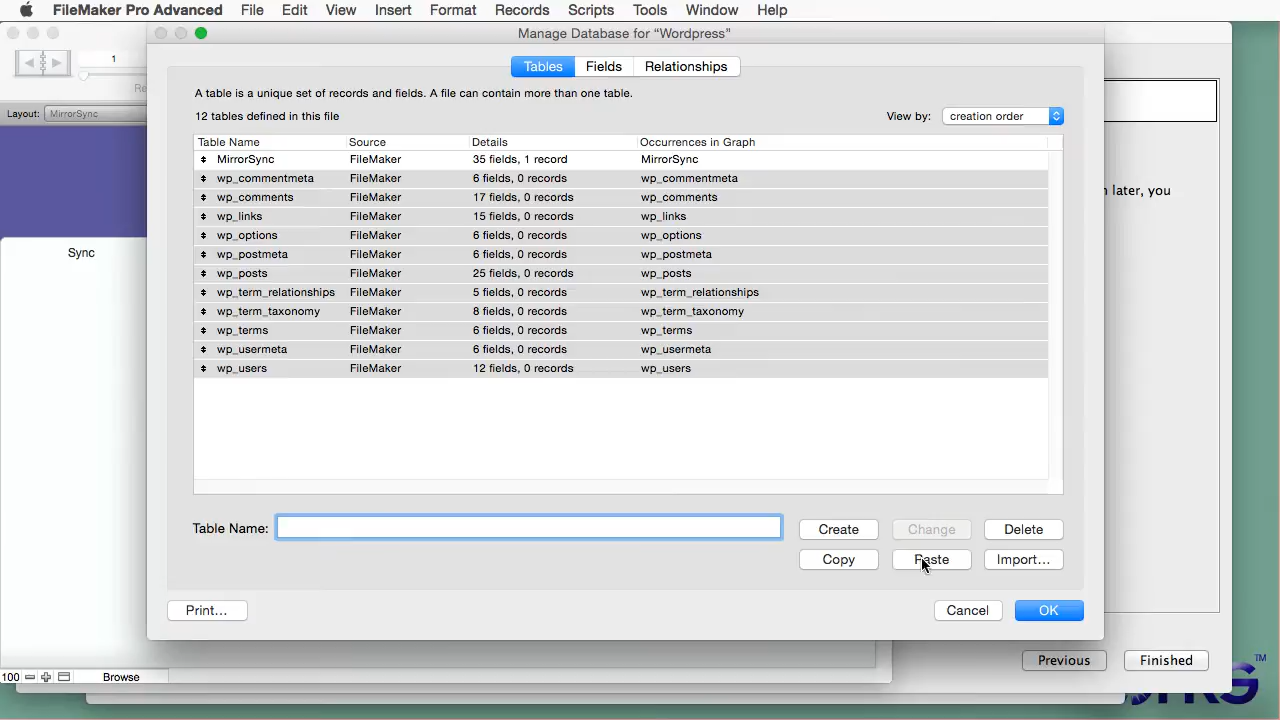 FileMaker Pro Advanced File Edit View Insert Format Records Scripts Tools Window Help
Manage Database for “Wordpress”
1
Layout: MirrorSync
Sync
Tables Fields Relationships
A table is a unique set of records and fields. A file can contain more than one table.
12 tables defined in this file
View by: creation order
Table Name Source Details Occurrences in Graph
MirrorSync FileMaker 35 fields, 1 record MirrorSync
wp_commentmeta FileMaker 6 fields, 0 records wp_commentmeta
wp_comments FileMaker 17 fields, 0 records wp_comments
wp_links FileMaker 15 fields, 0 records wp_links
wp_options FileMaker 6 fields, 0 records wp_options
wp_postmeta FileMaker 6 fields, 0 records wp_postmeta
wp_posts FileMaker 25 fields, 0 records wp_posts
wp_term_relationships FileMaker 5 fields, 0 records wp_term_relationships
wp_term_taxonomy FileMaker 8 fields, 0 records wp_term_taxonomy
wp_terms FileMaker 6 fields, 0 records wp_terms
wp_usermeta FileMaker 6 fields, 0 records wp_usermeta
wp_users FileMaker 12 fields, 0 records wp_users
later, you
Table Name:
Create Change Delete
Copy Paste Import...
Print... Cancel OK
Previous Finished
100 Browse
TM